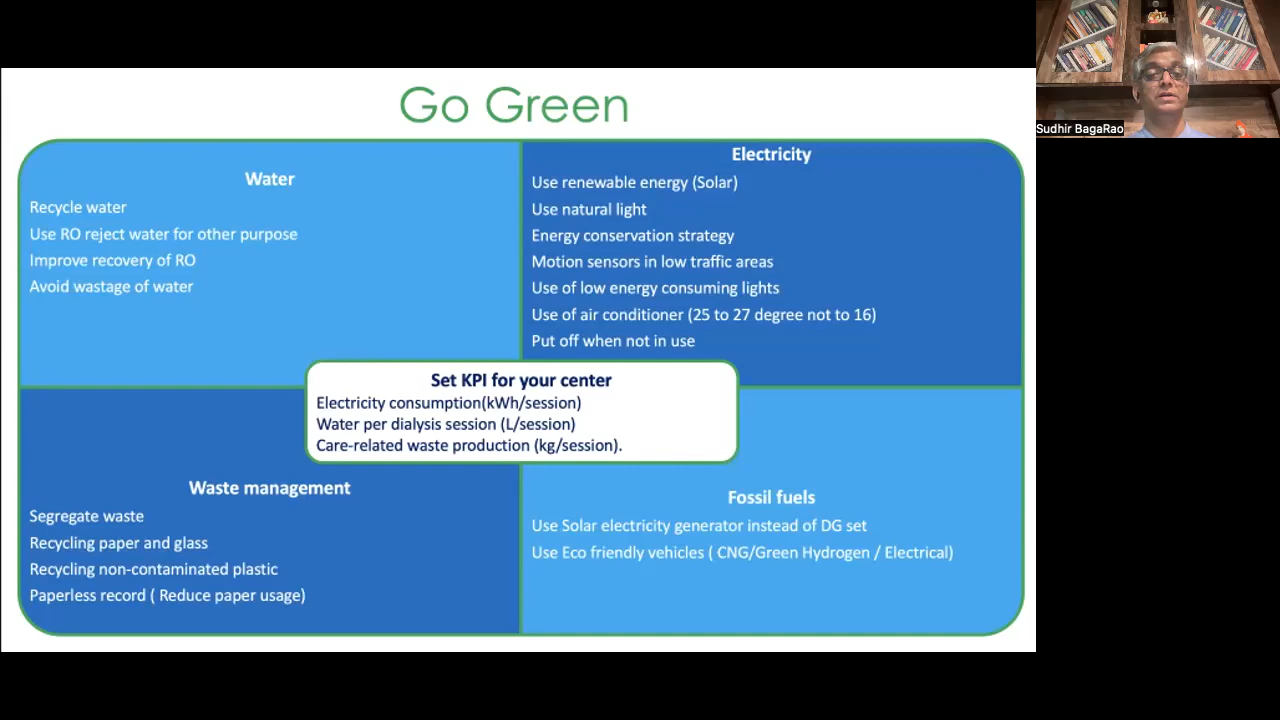 Go Green
Water
Recycle water
Use RO reject water for other purpose
Improve recovery of RO
Avoid wastage of water
Electricity
Use renewable energy (Solar)
Use natural light
Energy conservation strategy
Motion sensors in low traffic areas
Use of low energy consuming lights
Use of air conditioner (25 to 27 degree not to 16)
Put off when not in use
Set KPI for your center
Electricity consumption(kWh/session)
Water per dialysis session (L/session)
Care-related waste production (kg/session).
Waste management
Segregate waste
Recycling paper and glass
Recycling non-contaminated plastic
Paperless record ( Reduce paper usage)
Fossil fuels
Use Solar electricity generator instead of DG set
Use Eco friendly vehicles ( CNG/Green Hydrogen / Electrical)
Sudhir BagaRao